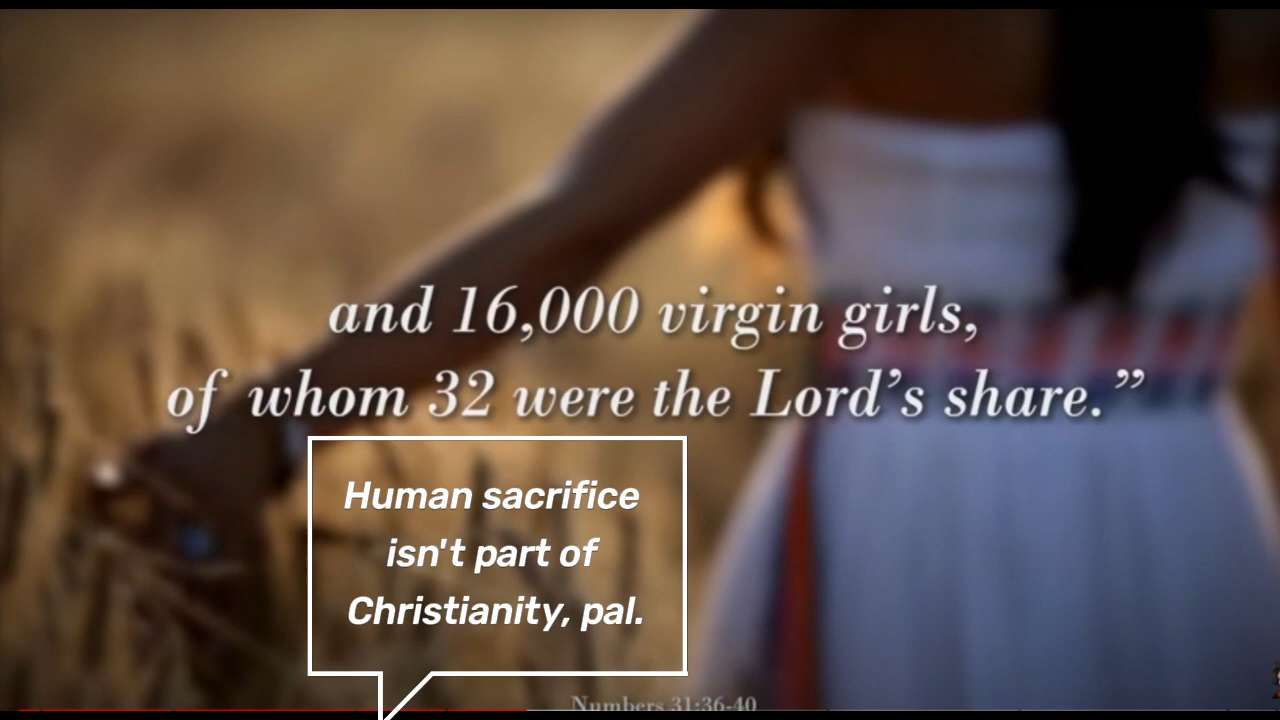 and 16,000 virgin girls,
of whom 32 were the Lord's share.”
Human sacrifice
isn't part of
Christianity, pal.
Numbers 31:36-40